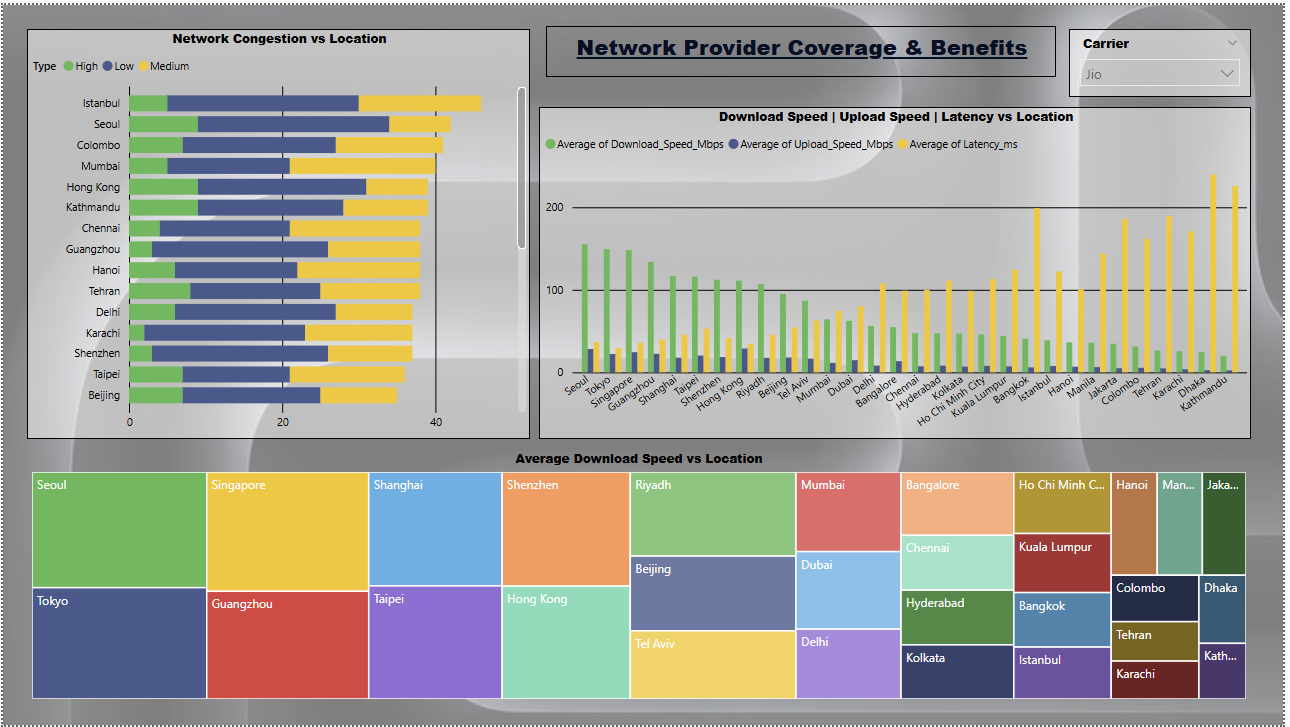 Network Congestion vs Location
Type High Low Medium
Istanbul
Seoul
Colombo
Mumbai
Hong Kong
Kathmandu
Chennai
Guangzhou
Hanoi
Tehran
Delhi
Karachi
Shenzhen
Taipei
Beijing
0 20 40
Network Provider Coverage & Benefits
Carrier
Jio
Download Speed | Upload Speed | Latency vs Location
Average of Download_Speed_Mbps Average of Upload_Speed_Mbps Average of Latency_ms
200
100
0
Seoul
Tokyo
Singapore
Guangzhou
Shanghai
Taipei
Shenzhen
Hong Kong
Riyadh
Beijing
Tel Aviv
Mumbai
Dubai
Delhi
Bangalore
Chennai
Hyderabad
Kolkata
Ho Chi Minh City
Kuala Lumpur
Bangkok
Istanbul
Hanoi
Manila
Jakarta
Colombo
Tehran
Karachi
Dhaka
Kathmandu
Average Download Speed vs Location
Seoul
Tokyo
Singapore
Guangzhou
Shanghai
Taipei
Shenzhen
Hong Kong
Riyadh
Beijing
Tel Aviv
Mumbai
Dubai
Delhi
Bangalore
Chennai
Hyderabad
Kolkata
Ho Chi Minh C...
Kuala Lumpur
Bangkok
Istanbul
Hanoi
Man...
Jaka...
Colombo
Tehran
Karachi
Dhaka
Kath...